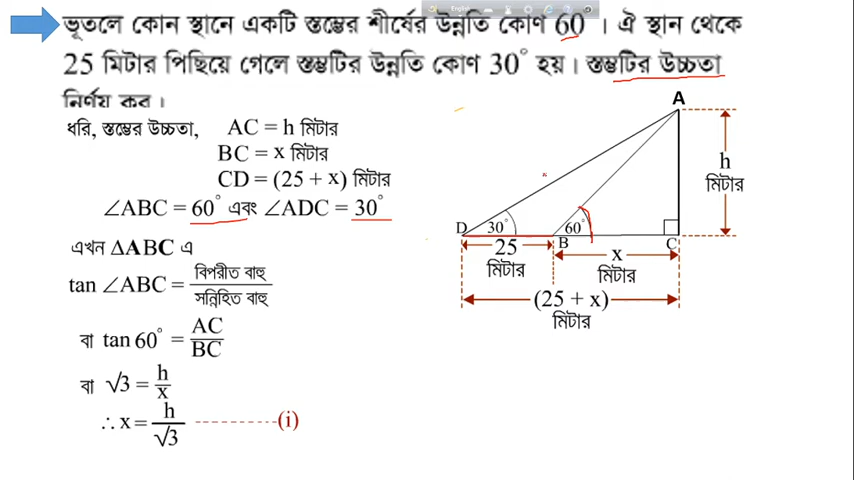 ভূতলে কোন স্থানে একটি স্তম্ভের শীর্ষের উন্নতি কোণ 60° । ঐ স্থান থেকে
25 মিটার পিছিয়ে গেলে স্তম্ভটির উন্নতি কোণ 30° হয়। স্তম্ভটির উচ্চতা
নির্ণয় কর।
ধরি, স্তম্ভের উচ্চতা, AC = h মিটার
BC = x মিটার
CD = (25 + x) মিটার
∠ABC = 60° এবং ∠ADC = 30°
এখন ΔABC এ
tan ∠ABC = বিপরীত বাহু / সন্নিহিত বাহু
বা tan 60° = AC / BC
বা √3 = h / x
∴ x = h / √3 ---------- (i)
A
h
মিটার
D 30° 60°
B C
25
মিটার
x
মিটার
(25 + x)
মিটার
English